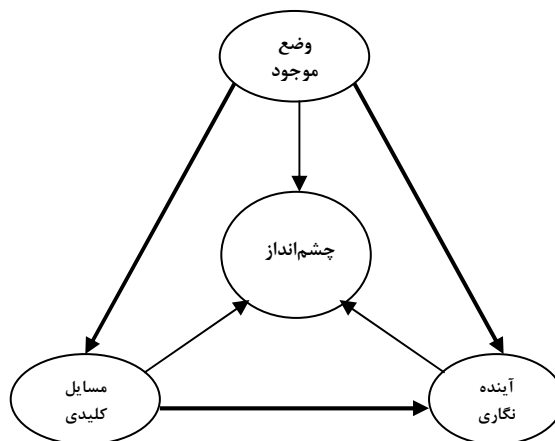 وضع
موجود
چشم‌انداز
مسایل
کلیدی
آینده
نگاری